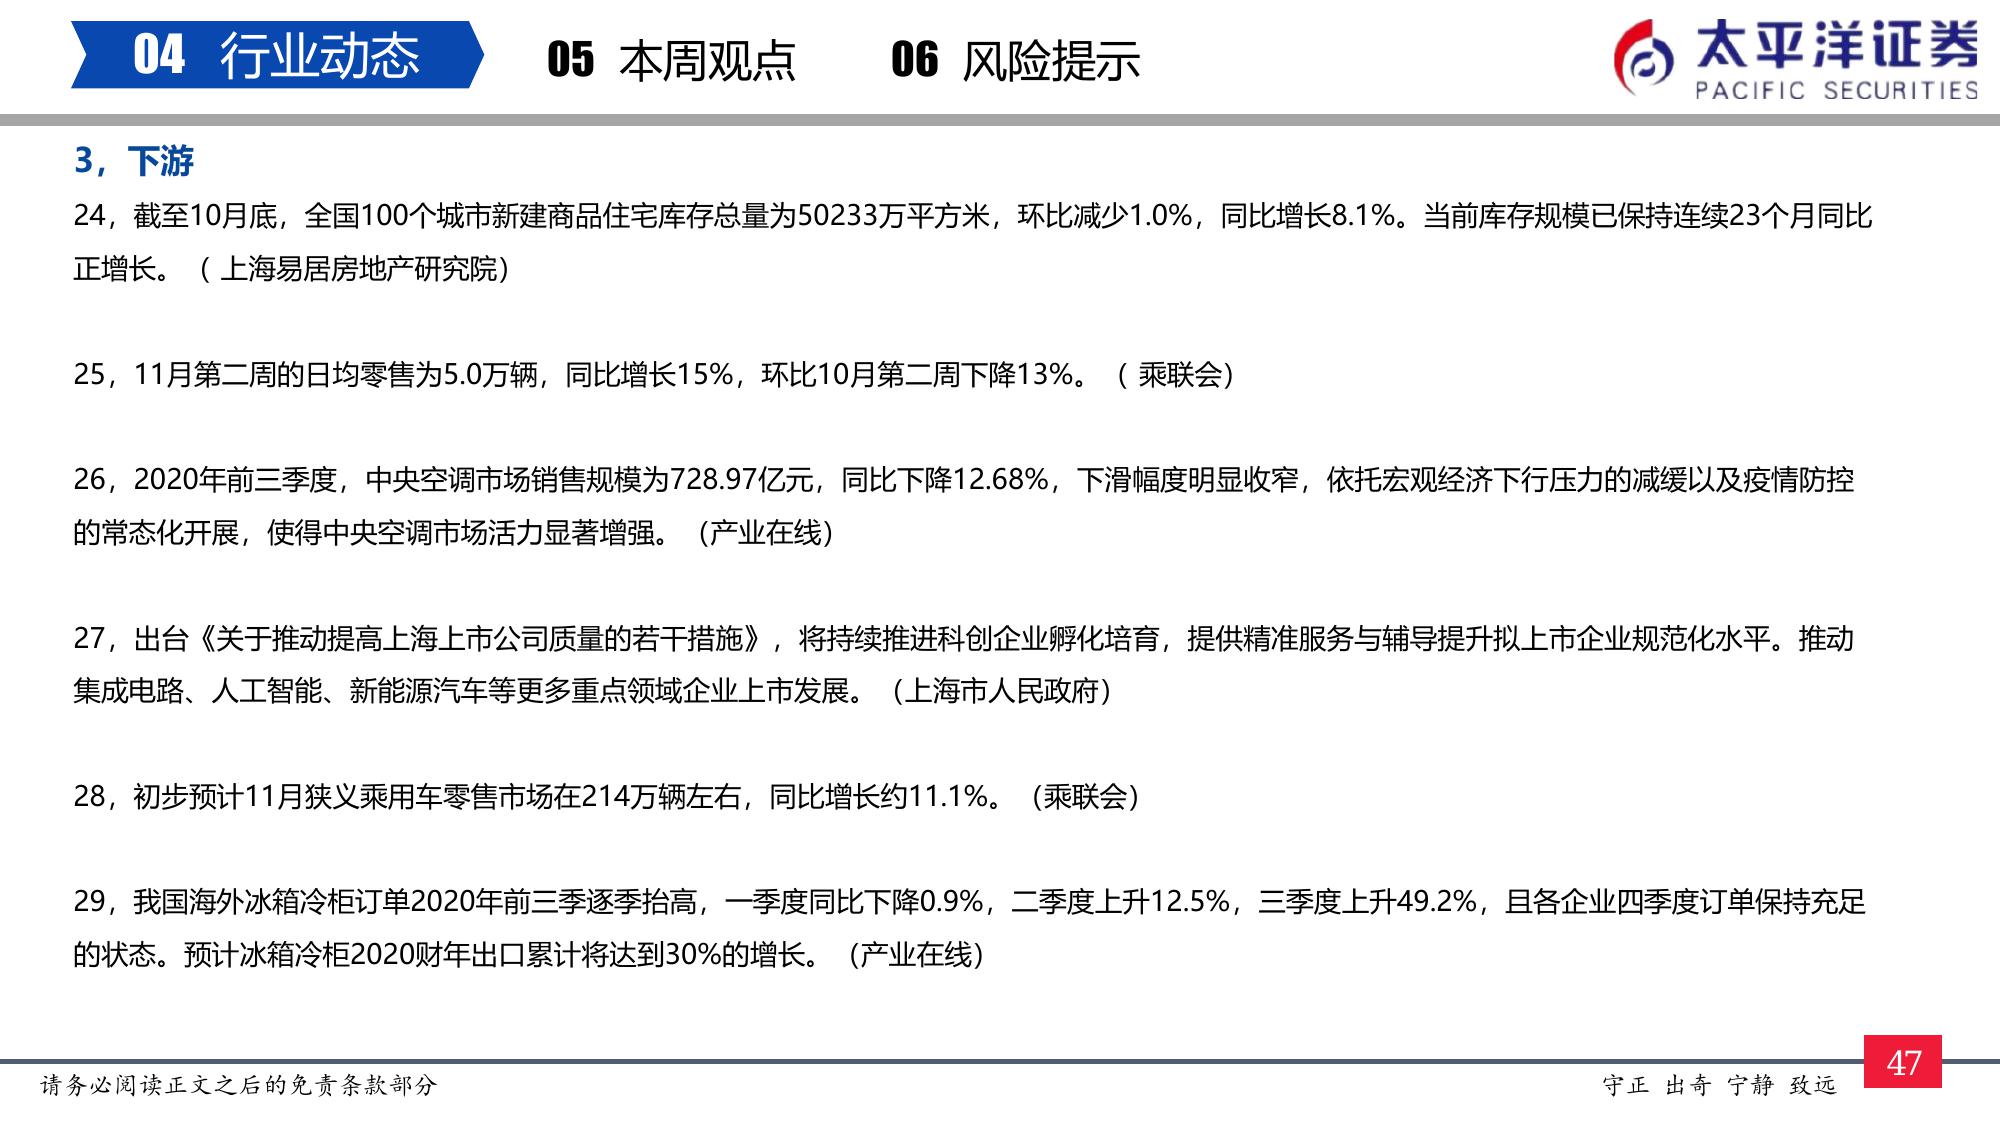 04 行业动态 05 本周观点 06 风险提示
太平洋证券
PACIFIC SECURITIES
3，下游
24，截至10月底，全国100个城市新建商品住宅库存总量为50233万平方米，环比减少1.0%，同比增长8.1%。当前库存规模已保持连续23个月同比
正增长。（ 上海易居房地产研究院）
25，11月第二周的日均零售为5.0万辆，同比增长15%，环比10月第二周下降13%。（ 乘联会）
26，2020年前三季度，中央空调市场销售规模为728.97亿元，同比下降12.68%，下滑幅度明显收窄，依托宏观经济下行压力的减缓以及疫情防控
的常态化开展，使得中央空调市场活力显著增强。（产业在线）
27，出台《关于推动提高上海上市公司质量的若干措施》，将持续推进科创企业孵化培育，提供精准服务与辅导提升拟上市企业规范化水平。推动
集成电路、人工智能、新能源汽车等更多重点领域企业上市发展。（上海市人民政府）
28，初步预计11月狭义乘用车零售市场在214万辆左右，同比增长约11.1%。（乘联会）
29，我国海外冰箱冷柜订单2020年前三季逐季抬高，一季度同比下降0.9%，二季度上升12.5%，三季度上升49.2%，且各企业四季度订单保持充足
的状态。预计冰箱冷柜2020财年出口累计将达到30%的增长。（产业在线）
47
请务必阅读正文之后的免责条款部分
守正 出奇 宁静 致远